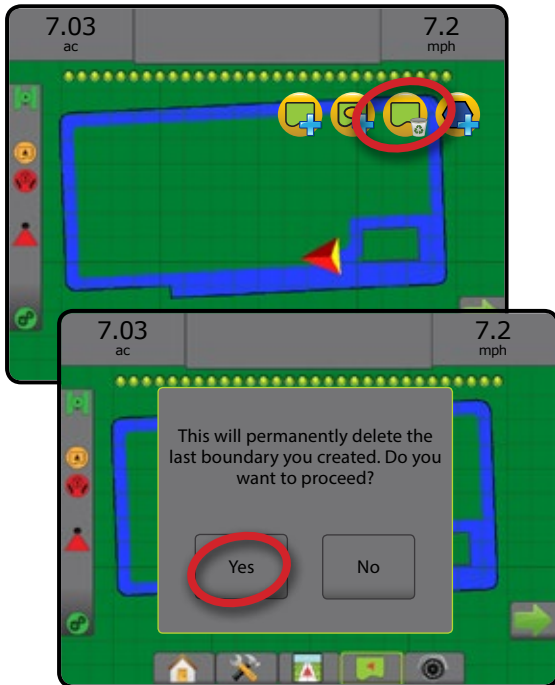 7.03
ac
7.2
mph
7.03
ac
7.2
mph
This will permanently delete the
last boundary you created. Do you
want to proceed?
Yes
No